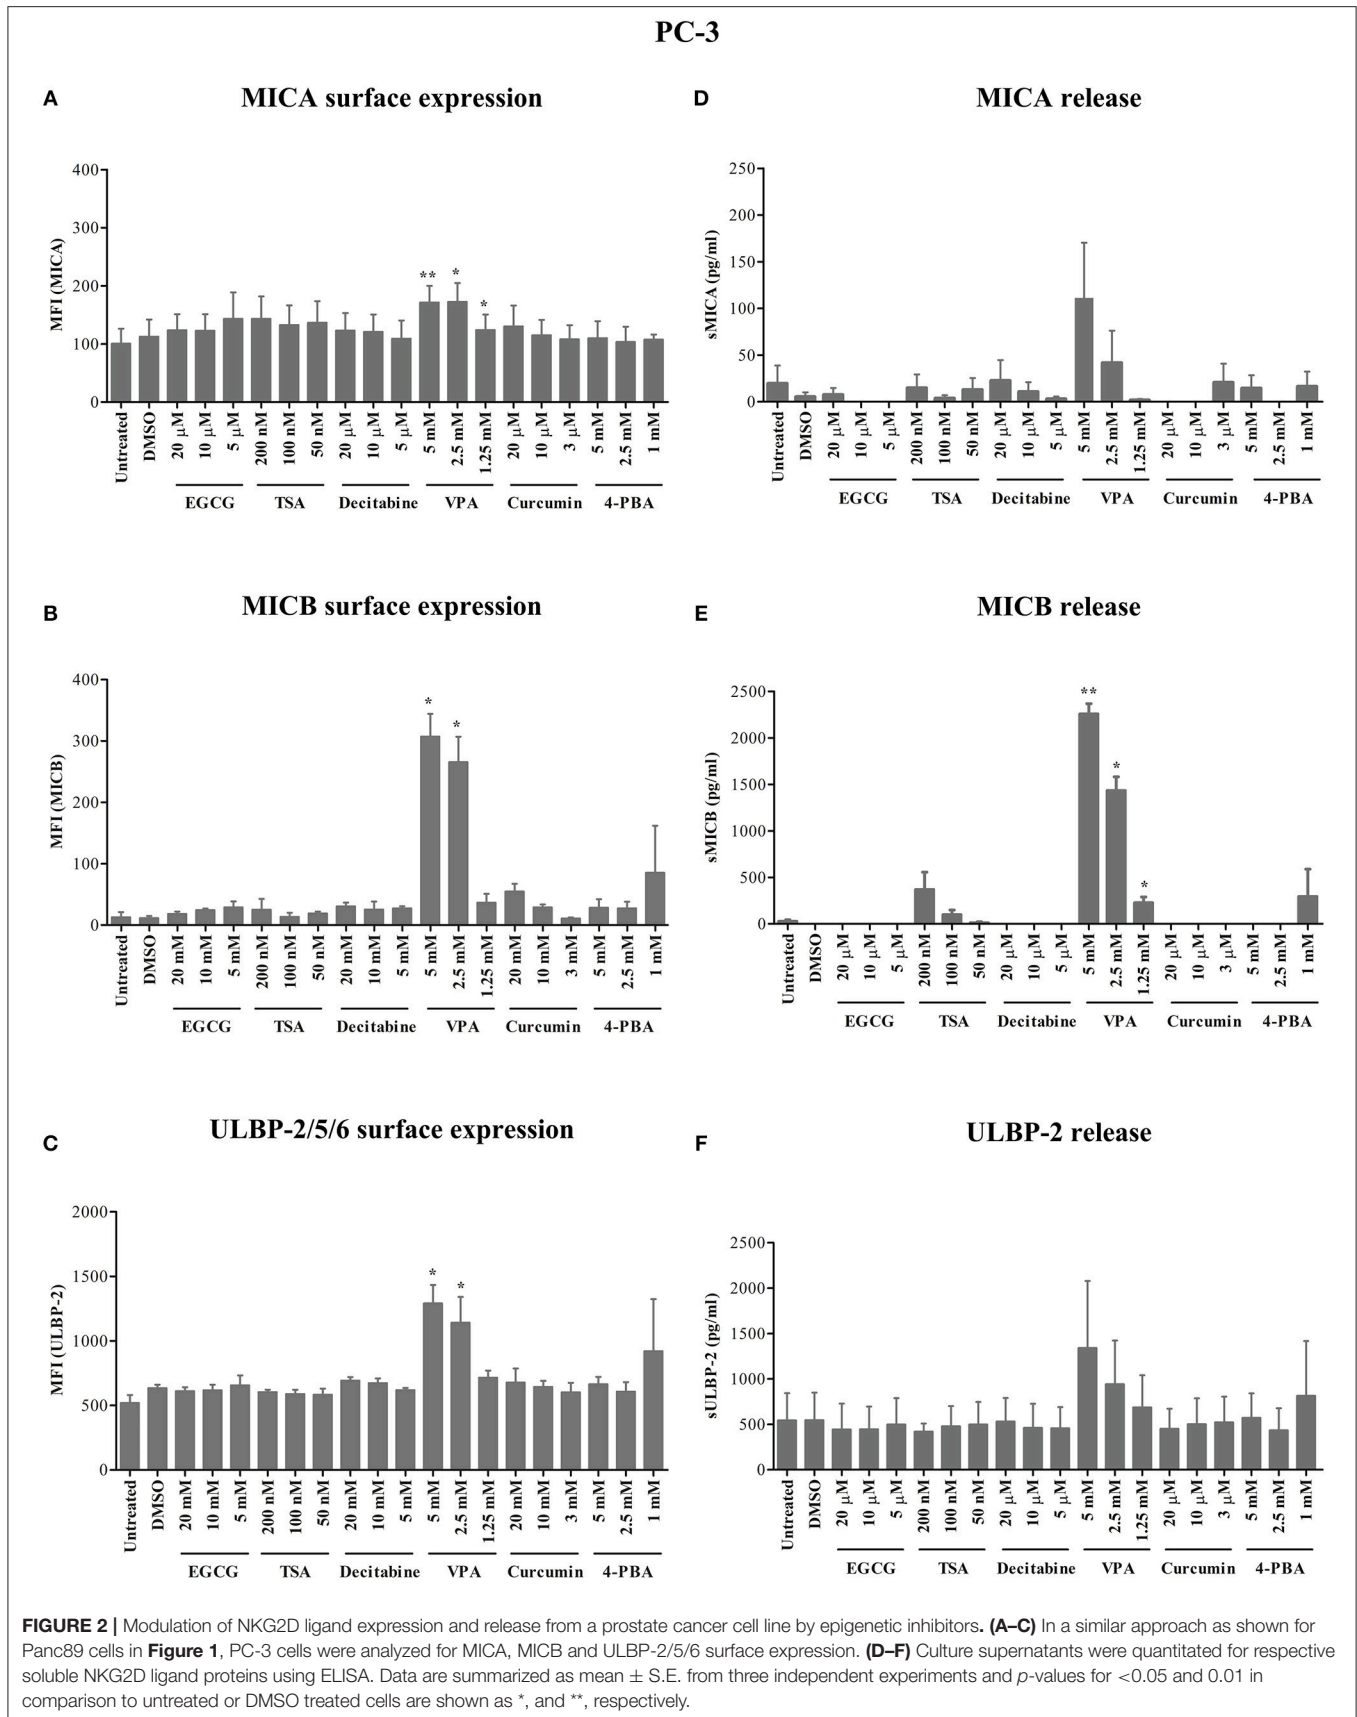 PC-3
A
MICA surface expression
MFI (MICA)
400
300
200
100
0
** * *
Untreated DMSO 20 μM 10 μM 5 μM 200 nM 100 nM 50 nM 20 μM 10 μM 5 μM 5 mM 2.5 mM 1.25 mM 20 μM 10 μM 3 μM 5 mM 2.5 mM 1 mM
EGCG TSA Decitabine VPA Curcumin 4-PBA
D
MICA release
sMICA (pg/ml)
250
200
150
100
50
0
Untreated DMSO 20 μM 10 μM 5 μM 200 nM 100 nM 50 nM 20 μM 10 μM 5 μM 5 mM 2.5 mM 1.25 mM 20 μM 10 μM 3 μM 5 mM 2.5 mM 1 mM
EGCG TSA Decitabine VPA Curcumin 4-PBA
B
MICB surface expression
MFI (MICB)
400
300
200
100
0
* *
Untreated DMSO 20 mM 10 mM 5 mM 200 nM 100 nM 50 nM 20 mM 10 mM 5 mM 5 mM 2.5 mM 1.25 mM 20 mM 10 mM 3 mM 5 mM 2.5 mM 1 mM
EGCG TSA Decitabine VPA Curcumin 4-PBA
E
MICB release
sMICB (pg/ml)
2500
2000
1500
1000
500
0
** * *
Untreated DMSO 20 μM 10 μM 5 μM 200 nM 100 nM 50 nM 20 μM 10 μM 5 μM 5 mM 2.5 mM 1.25 mM 20 μM 10 μM 3 μM 5 mM 2.5 mM 1 mM
EGCG TSA Decitabine VPA Curcumin 4-PBA
C
ULBP-2/5/6 surface expression
MFI (ULBP-2)
2000
1500
1000
500
0
* *
Untreated DMSO 20 mM 10 mM 5 mM 200 nM 100 nM 50 nM 20 mM 10 mM 5 mM 5 mM 2.5 mM 1.25 mM 20 mM 10 mM 3 mM 5 mM 2.5 mM 1 mM
EGCG TSA Decitabine VPA Curcumin 4-PBA
F
ULBP-2 release
sULBP-2 (pg/ml)
2500
2000
1500
1000
500
0
Untreated DMSO 20 μM 10 μM 5 μM 200 nM 100 nM 50 nM 20 μM 10 μM 5 μM 5 mM 2.5 mM 1.25 mM 20 μM 10 μM 3 μM 5 mM 2.5 mM 1 mM
EGCG TSA Decitabine VPA Curcumin 4-PBA
FIGURE 2 | Modulation of NKG2D ligand expression and release from a prostate cancer cell line by epigenetic inhibitors. (A–C) In a similar approach as shown for
Panc89 cells in Figure 1, PC-3 cells were analyzed for MICA, MICB and ULBP-2/5/6 surface expression. (D–F) Culture supernatants were quantitated for respective
soluble NKG2D ligand proteins using ELISA. Data are summarized as mean ± S.E. from three independent experiments and p-values for <0.05 and 0.01 in
comparison to untreated or DMSO treated cells are shown as *, and **, respectively.